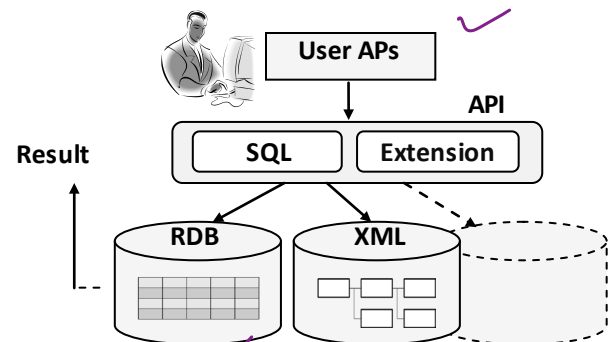 User APs
API
SQL Extension
Result
RDB XML